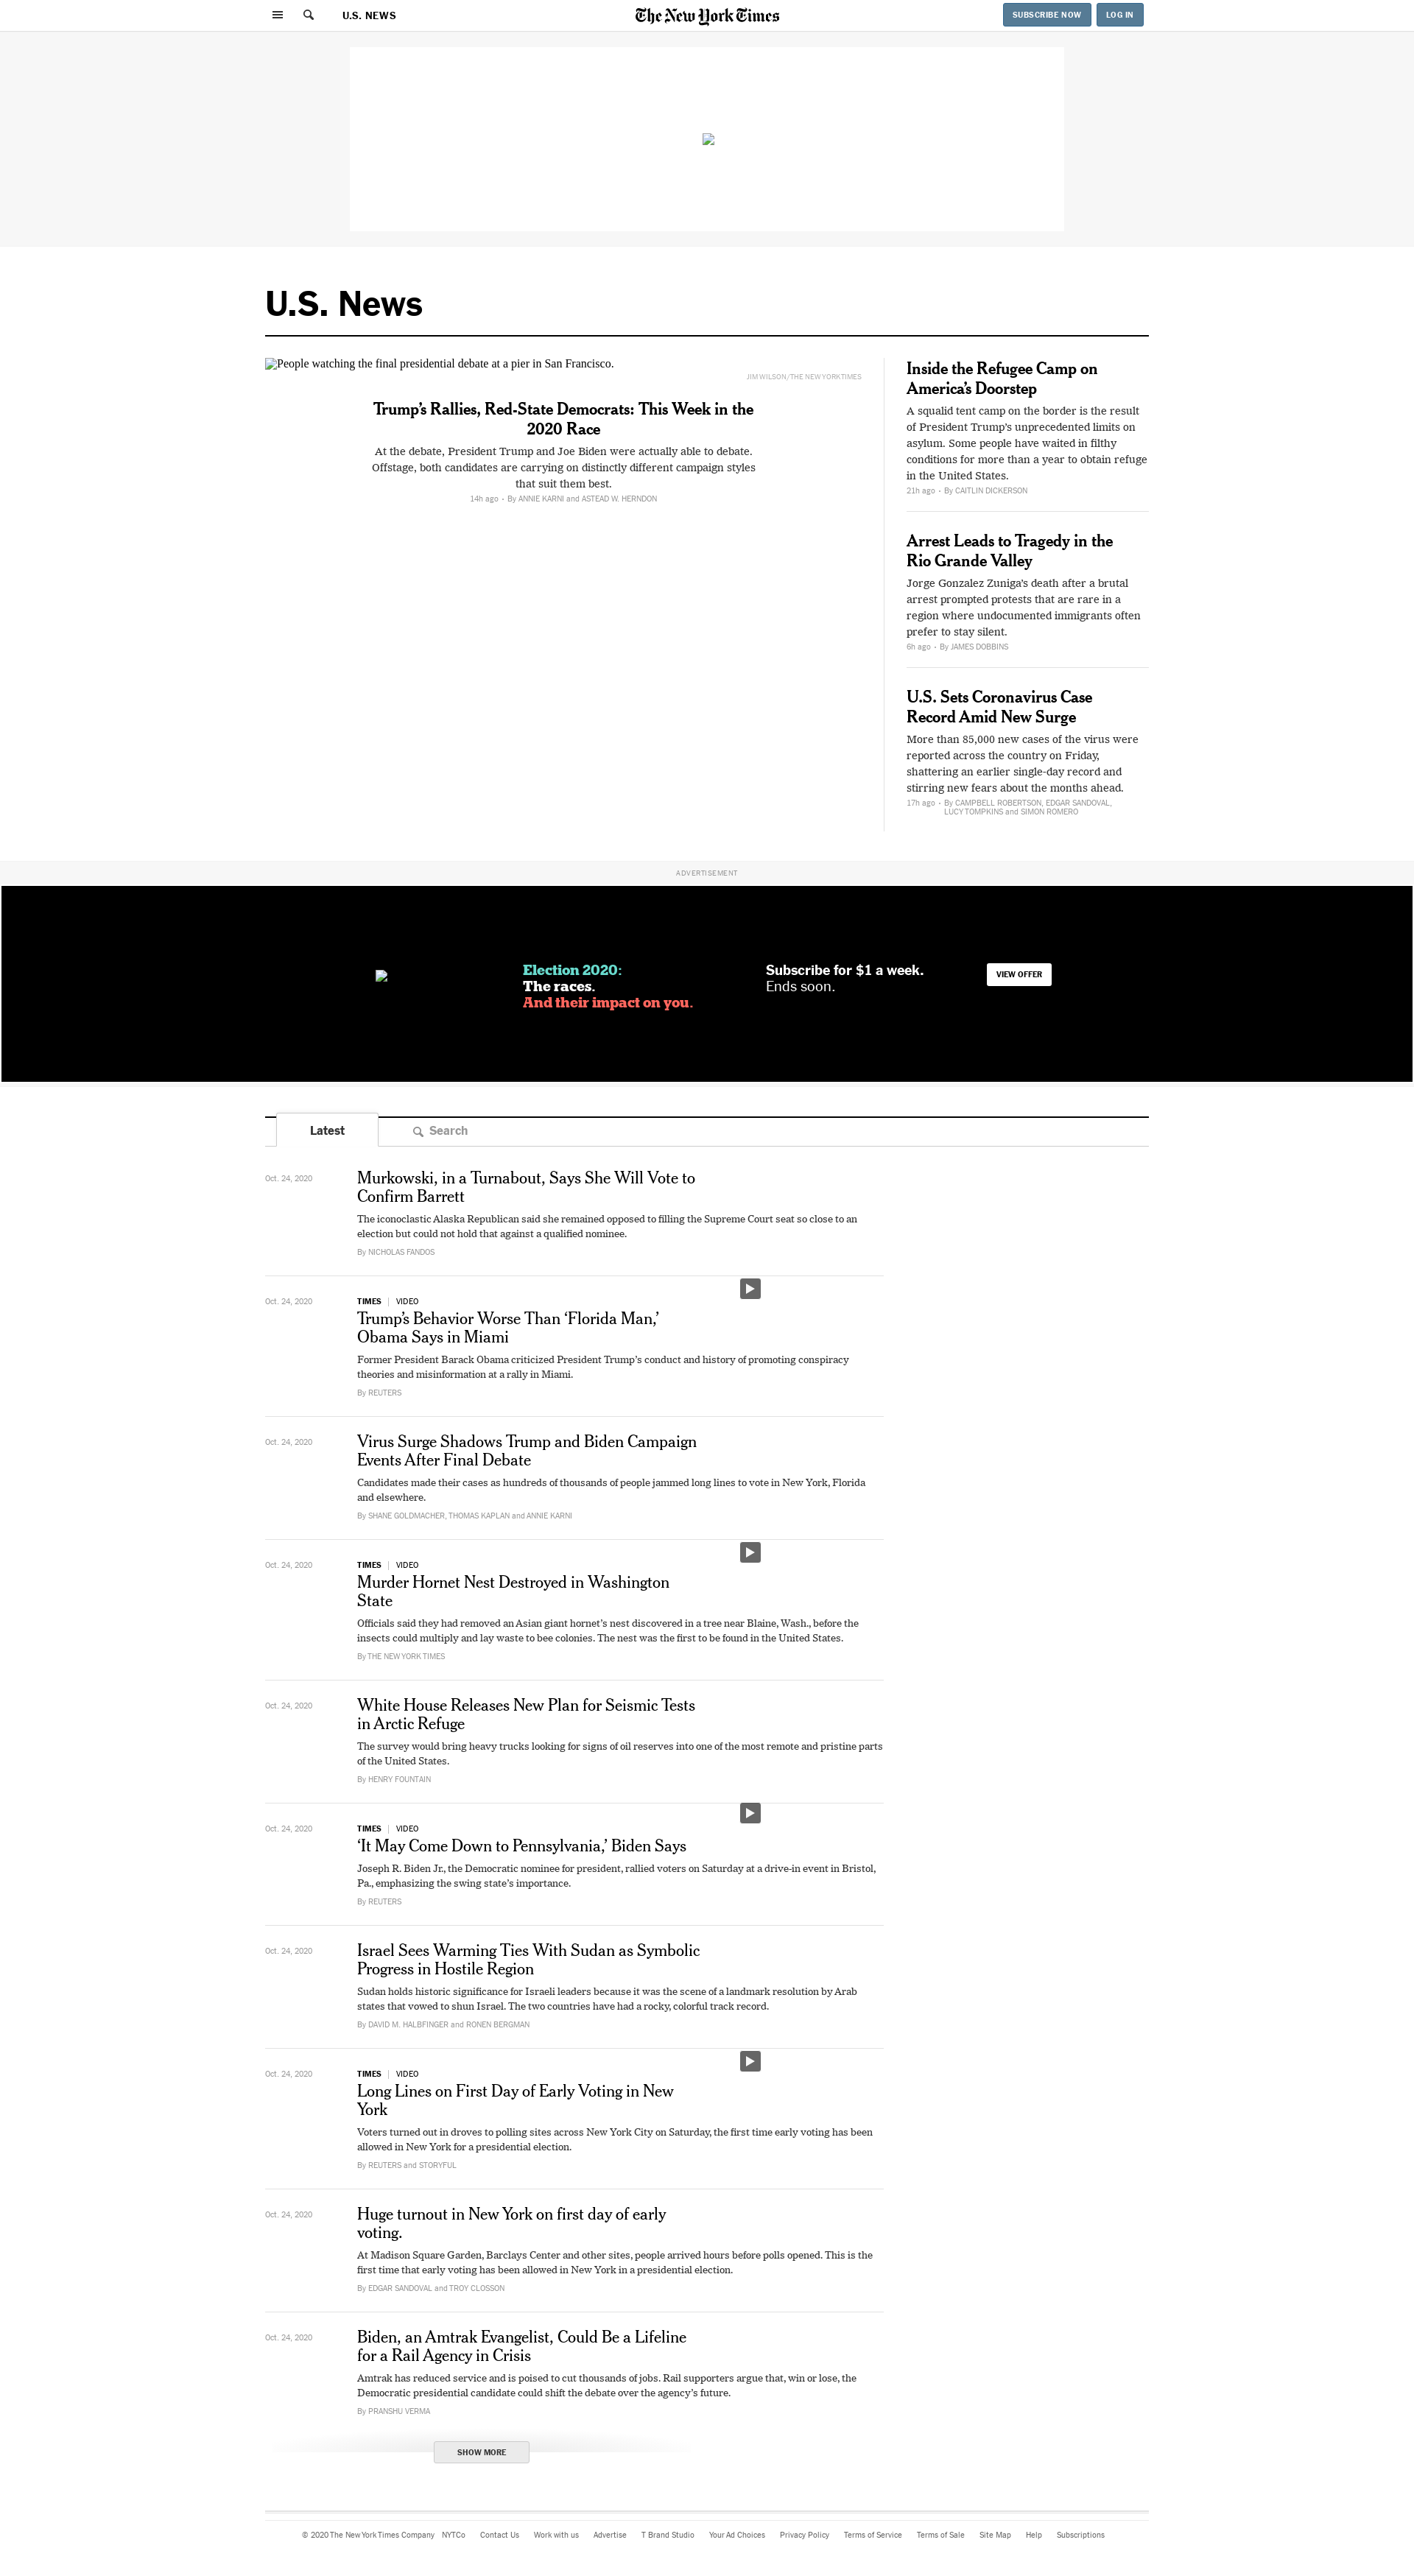 U.S. NEWS
The New York Times
SUBSCRIBE NOW
LOG IN
U.S. News
People watching the final presidential debate at a pier in San Francisco.
JIM WILSON/THE NEW YORK TIMES
Trump’s Rallies, Red-State Democrats: This Week in the
2020 Race
At the debate, President Trump and Joe Biden were actually able to debate.
Offstage, both candidates are carrying on distinctly different campaign styles
that suit them best.
14h ago • By ANNIE KARNI and ASTEAD W. HERNDON
Inside the Refugee Camp on
America’s Doorstep
A squalid tent camp on the border is the result
of President Trump’s unprecedented limits on
asylum. Some people have waited in filthy
conditions for more than a year to obtain refuge
in the United States.
21h ago • By CAITLIN DICKERSON
Arrest Leads to Tragedy in the
Rio Grande Valley
Jorge Gonzalez Zuniga’s death after a brutal
arrest prompted protests that are rare in a
region where undocumented immigrants often
prefer to stay silent.
6h ago • By JAMES DOBBINS
U.S. Sets Coronavirus Case
Record Amid New Surge
More than 85,000 new cases of the virus were
reported across the country on Friday,
shattering an earlier single-day record and
stirring new fears about the months ahead.
17h ago • By CAMPBELL ROBERTSON, EDGAR SANDOVAL,
LUCY TOMPKINS and SIMON ROMERO
ADVERTISEMENT
Election 2020:
The races.
And their impact on you.
Subscribe for $1 a week.
Ends soon.
VIEW OFFER
Latest
Search
Oct. 24, 2020
Murkowski, in a Turnabout, Says She Will Vote to
Confirm Barrett
The iconoclastic Alaska Republican said she remained opposed to filling the Supreme Court seat so close to an
election but could not hold that against a qualified nominee.
By NICHOLAS FANDOS
Oct. 24, 2020
TIMES | VIDEO
Trump’s Behavior Worse Than ‘Florida Man,’
Obama Says in Miami
Former President Barack Obama criticized President Trump’s conduct and history of promoting conspiracy
theories and misinformation at a rally in Miami.
By REUTERS
Oct. 24, 2020
Virus Surge Shadows Trump and Biden Campaign
Events After Final Debate
Candidates made their cases as hundreds of thousands of people jammed long lines to vote in New York, Florida
and elsewhere.
By SHANE GOLDMACHER, THOMAS KAPLAN and ANNIE KARNI
Oct. 24, 2020
TIMES | VIDEO
Murder Hornet Nest Destroyed in Washington
State
Officials said they had removed an Asian giant hornet’s nest discovered in a tree near Blaine, Wash., before the
insects could multiply and lay waste to bee colonies. The nest was the first to be found in the United States.
By THE NEW YORK TIMES
Oct. 24, 2020
White House Releases New Plan for Seismic Tests
in Arctic Refuge
The survey would bring heavy trucks looking for signs of oil reserves into one of the most remote and pristine parts
of the United States.
By HENRY FOUNTAIN
Oct. 24, 2020
TIMES | VIDEO
‘It May Come Down to Pennsylvania,’ Biden Says
Joseph R. Biden Jr., the Democratic nominee for president, rallied voters on Saturday at a drive-in event in Bristol,
Pa., emphasizing the swing state’s importance.
By REUTERS
Oct. 24, 2020
Israel Sees Warming Ties With Sudan as Symbolic
Progress in Hostile Region
Sudan holds historic significance for Israeli leaders because it was the scene of a landmark resolution by Arab
states that vowed to shun Israel. The two countries have had a rocky, colorful track record.
By DAVID M. HALBFINGER and RONEN BERGMAN
Oct. 24, 2020
TIMES | VIDEO
Long Lines on First Day of Early Voting in New
York
Voters turned out in droves to polling sites across New York City on Saturday, the first time early voting has been
allowed in New York for a presidential election.
By REUTERS and STORYFUL
Oct. 24, 2020
Huge turnout in New York on first day of early
voting.
At Madison Square Garden, Barclays Center and other sites, people arrived hours before polls opened. This is the
first time that early voting has been allowed in New York in a presidential election.
By EDGAR SANDOVAL and TROY CLOSSON
Oct. 24, 2020
Biden, an Amtrak Evangelist, Could Be a Lifeline
for a Rail Agency in Crisis
Amtrak has reduced service and is poised to cut thousands of jobs. Rail supporters argue that, win or lose, the
Democratic presidential candidate could shift the debate over the agency’s future.
By PRANSHU VERMA
SHOW MORE
© 2020 The New York Times Company NYTCo Contact Us Work with us Advertise T Brand Studio Your Ad Choices Privacy Policy Terms of Service Terms of Sale Site Map Help Subscriptions